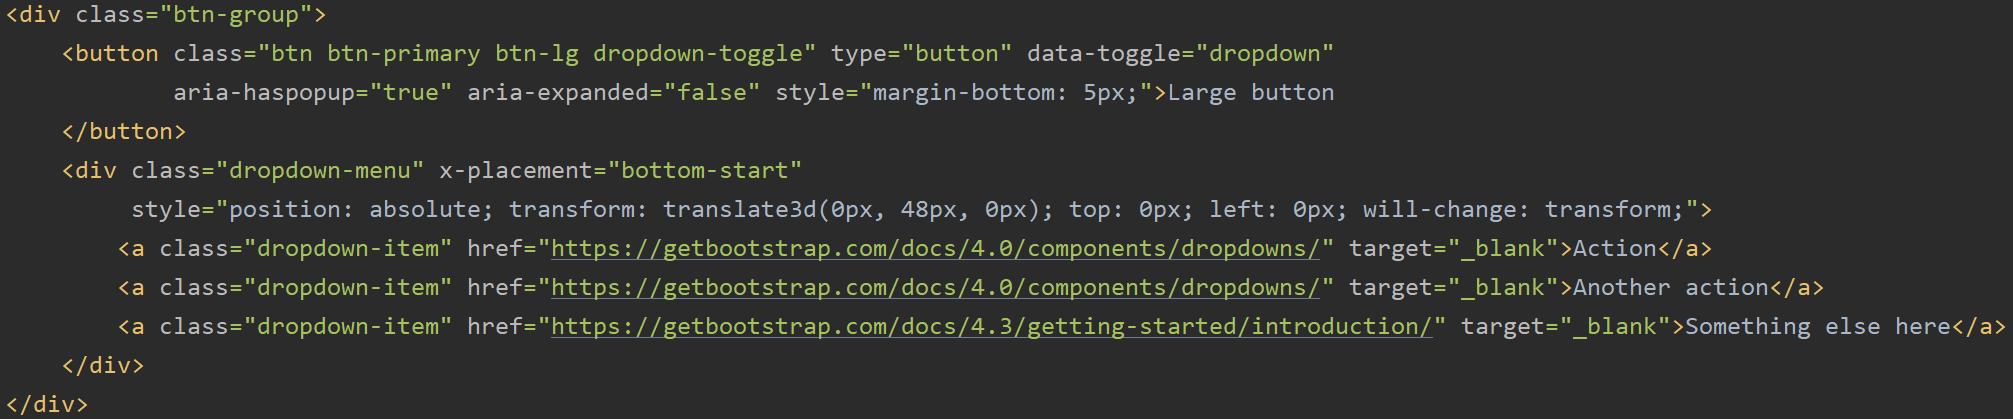 <div class="btn-group">
    <button class="btn btn-primary btn-lg dropdown-toggle" type="button" data-toggle="dropdown"
            aria-haspopup="true" aria-expanded="false" style="margin-bottom: 5px;">Large button
    </button>
    <div class="dropdown-menu" x-placement="bottom-start"
         style="position: absolute; transform: translate3d(0px, 48px, 0px); top: 0px; left: 0px; will-change: transform;">
        <a class="dropdown-item" href="https://getbootstrap.com/docs/4.0/components/dropdowns/" target="_blank">Action</a>
        <a class="dropdown-item" href="https://getbootstrap.com/docs/4.0/components/dropdowns/" target="_blank">Another action</a>
        <a class="dropdown-item" href="https://getbootstrap.com/docs/4.3/getting-started/introduction/" target="_blank">Something else here</a>
    </div>
</div>